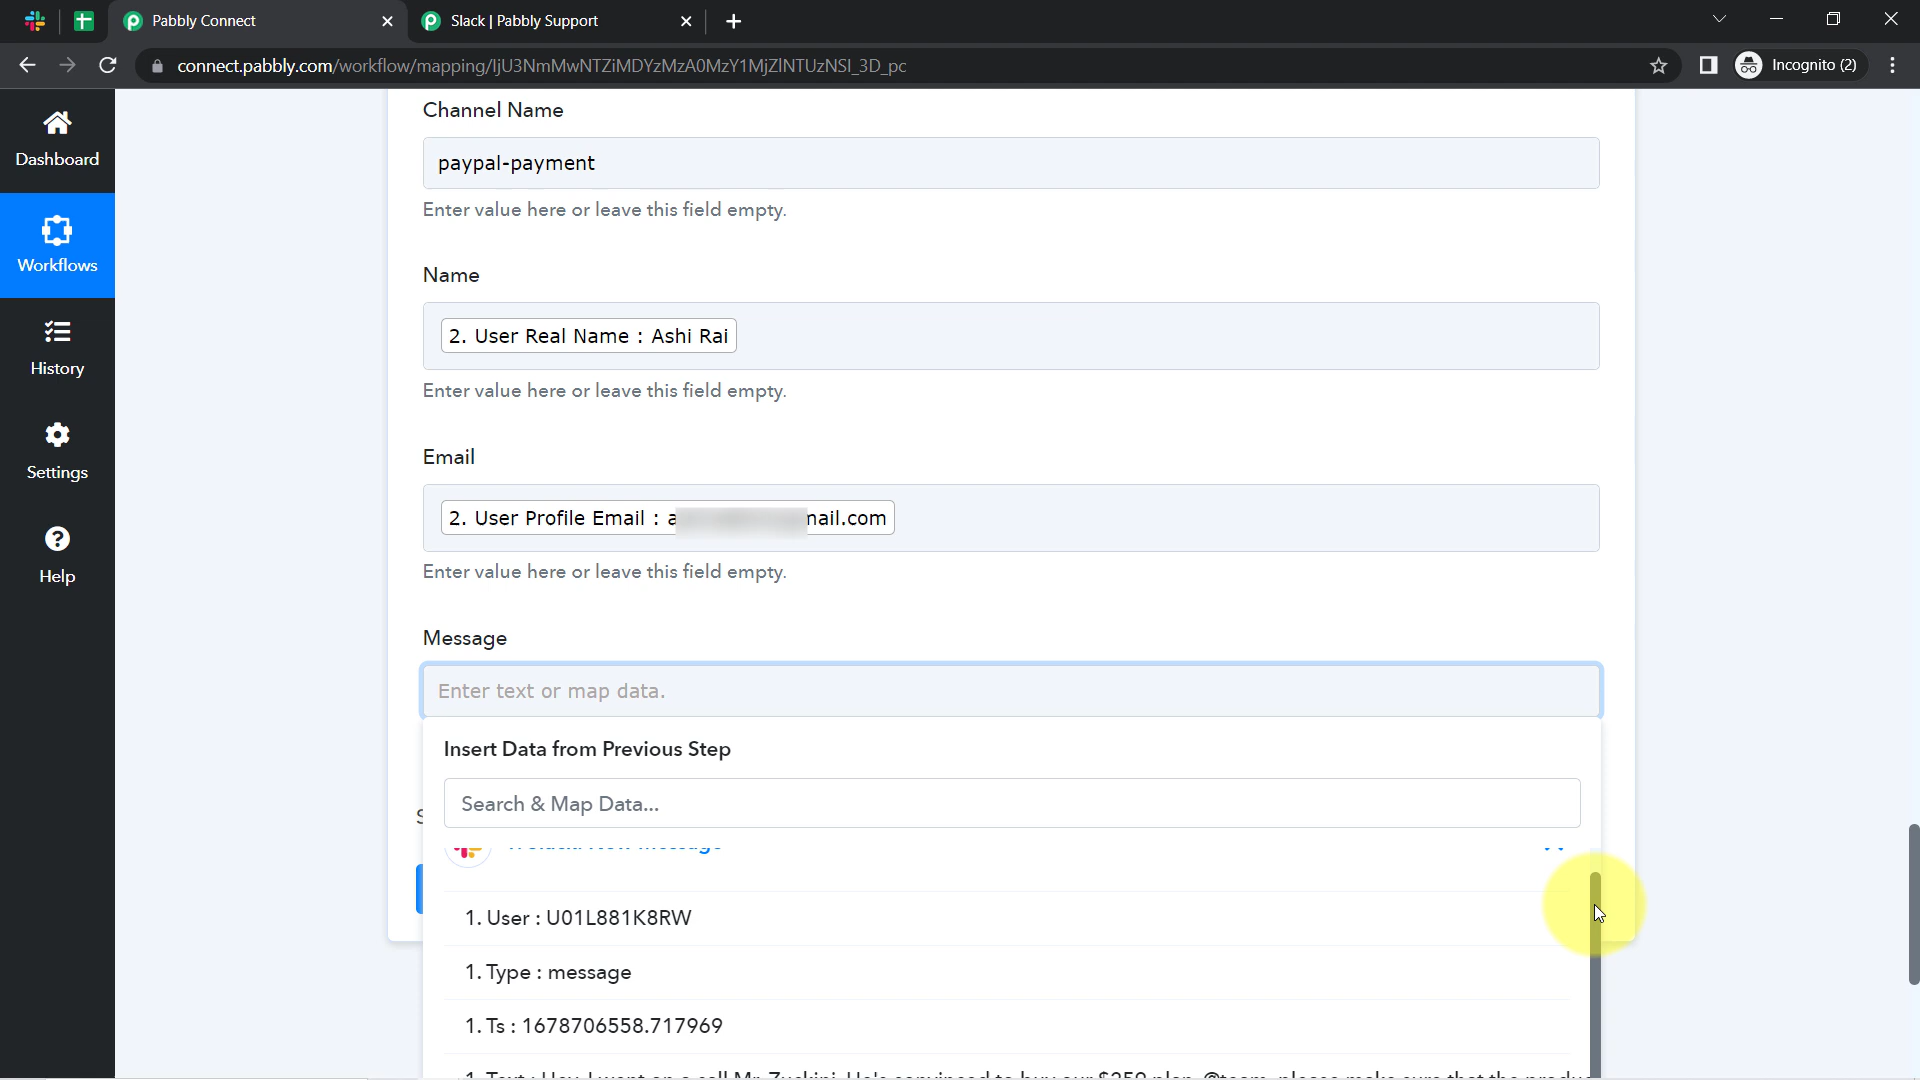 Pabbly Connect
Slack | Pabbly Support
connect.pabbly.com/workflow/mapping/IjU3NmMwNTZiMDYzMzA0MzY1MjZlNTUzNSI_3D_pc
Incognito (2)
Dashboard
Workflows
History
Settings
Help
Channel Name
paypal-payment
Enter value here or leave this field empty.
Name
2. User Real Name : Ashi Rai
Enter value here or leave this field empty.
Email
2. User Profile Email : a mail.com
Enter value here or leave this field empty.
Message
Enter text or map data.
Insert Data from Previous Step
Search & Map Data...
1. User : U01L881K8RW
1. Type : message
1. Ts : 1678706558.717969